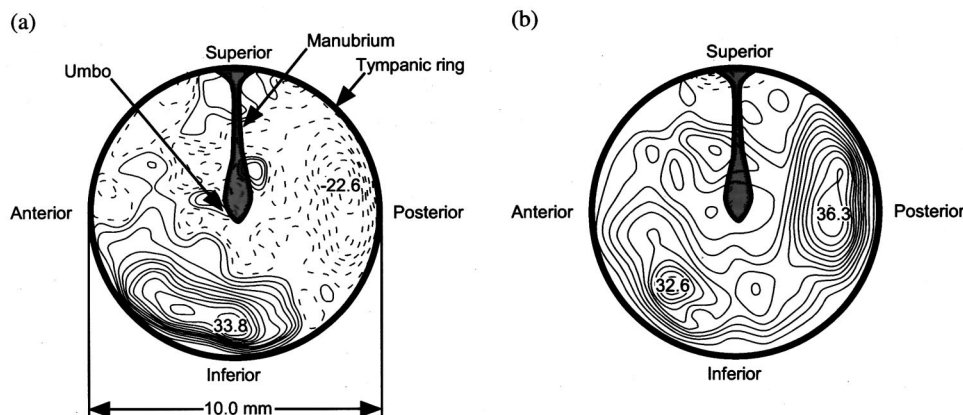 (a)
Superior
Manubrium
Tympanic ring
Umbo
-22.6
Anterior
Posterior
33.8
Inferior
10.0 mm
(b)
Superior
Anterior
36.3
Posterior
32.6
Inferior